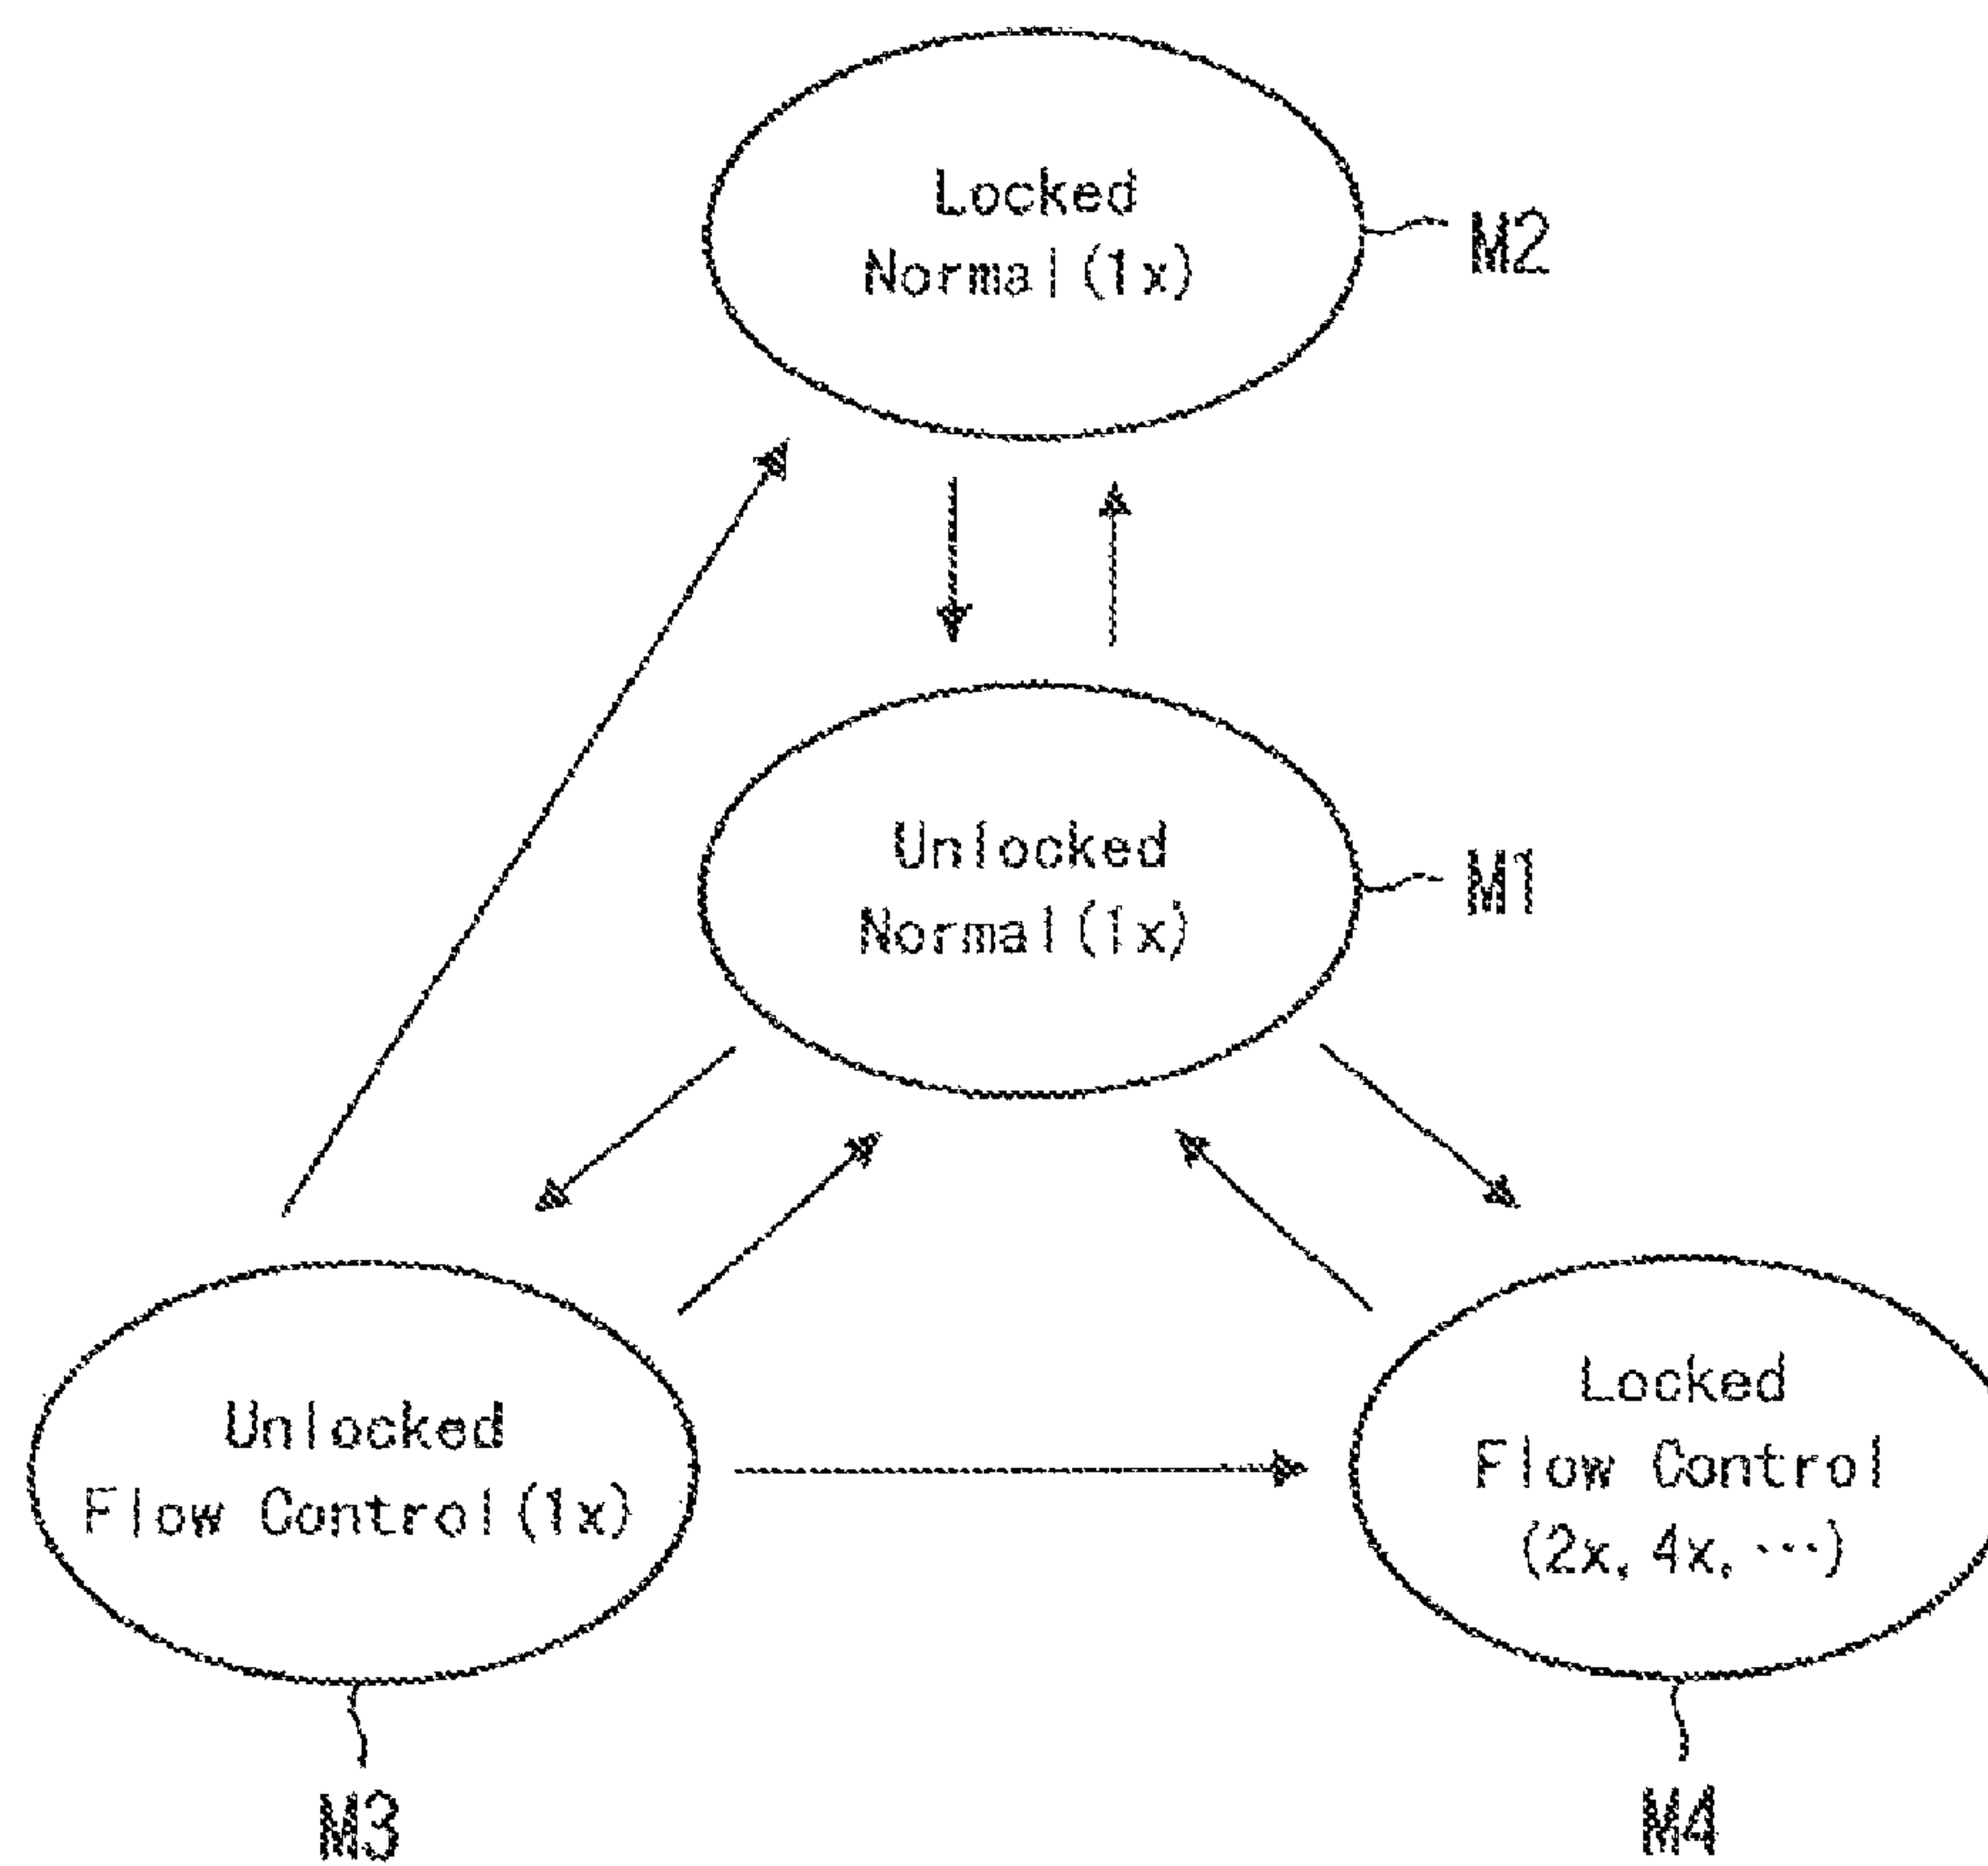 Locked
Normal(1x)
M2
Unlocked
Normal(1x)
M1
Unlocked
Flow Control(1x)
Locked
Flow Control
(2x, 4x, ···)
M3
M4